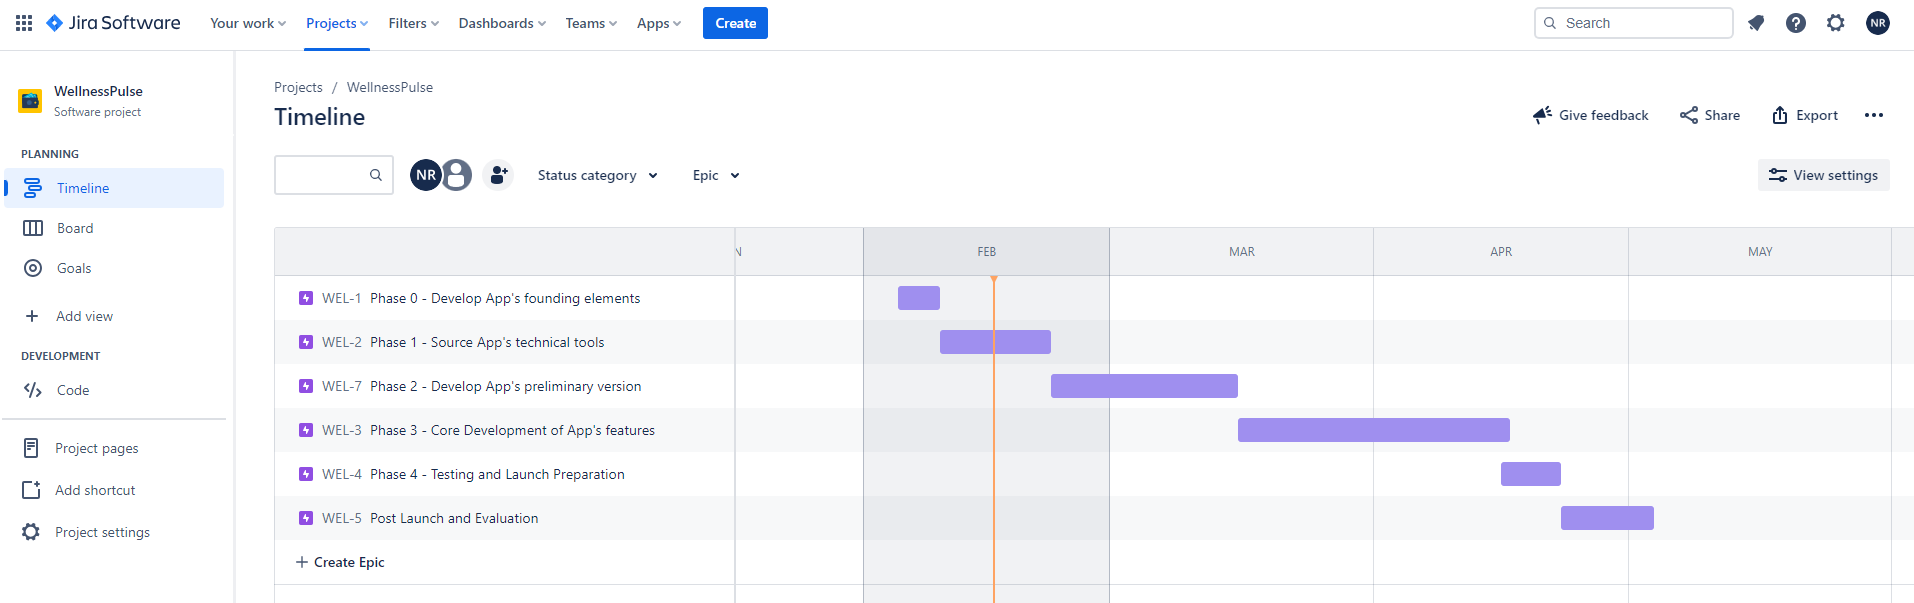 Jira Software Your work Projects Filters Dashboards Teams Apps Create Search NR
WellnessPulse
Software project
PLANNING
Timeline
Board
Goals
Add view
DEVELOPMENT
Code
Project pages
Add shortcut
Project settings
Projects / WellnessPulse
Timeline
Give feedback Share Export
NR Status category Epic View settings
N FEB MAR APR MAY
WEL-1 Phase 0 - Develop App's founding elements
WEL-2 Phase 1 - Source App's technical tools
WEL-7 Phase 2 - Develop App's preliminary version
WEL-3 Phase 3 - Core Development of App's features
WEL-4 Phase 4 - Testing and Launch Preparation
WEL-5 Post Launch and Evaluation
+ Create Epic